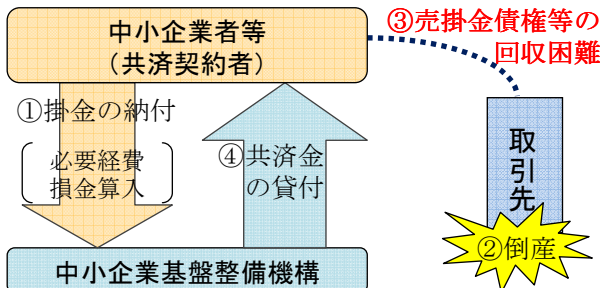 中小企業者等
（共済契約者）
③売掛金債権等の
回収困難
①掛金の納付
必要経費
損金算入
④共済金
の貸付
取引先
②倒産
中小企業基盤整備機構